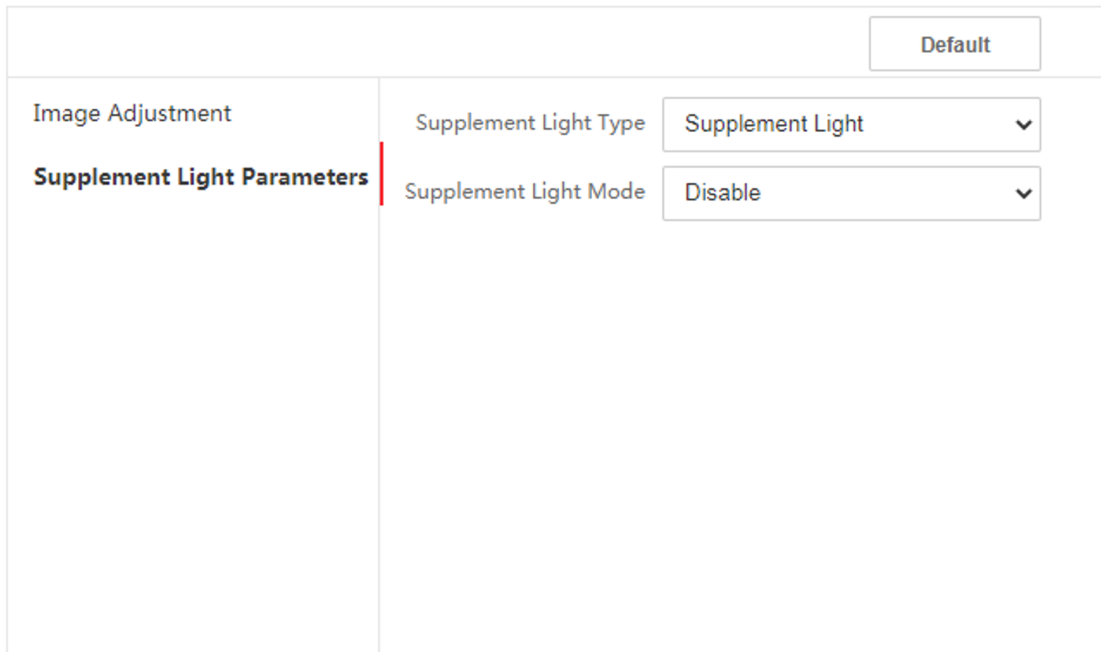 Default
Image Adjustment
Supplement Light Parameters
Supplement Light Type
Supplement Light
Supplement Light Mode
Disable